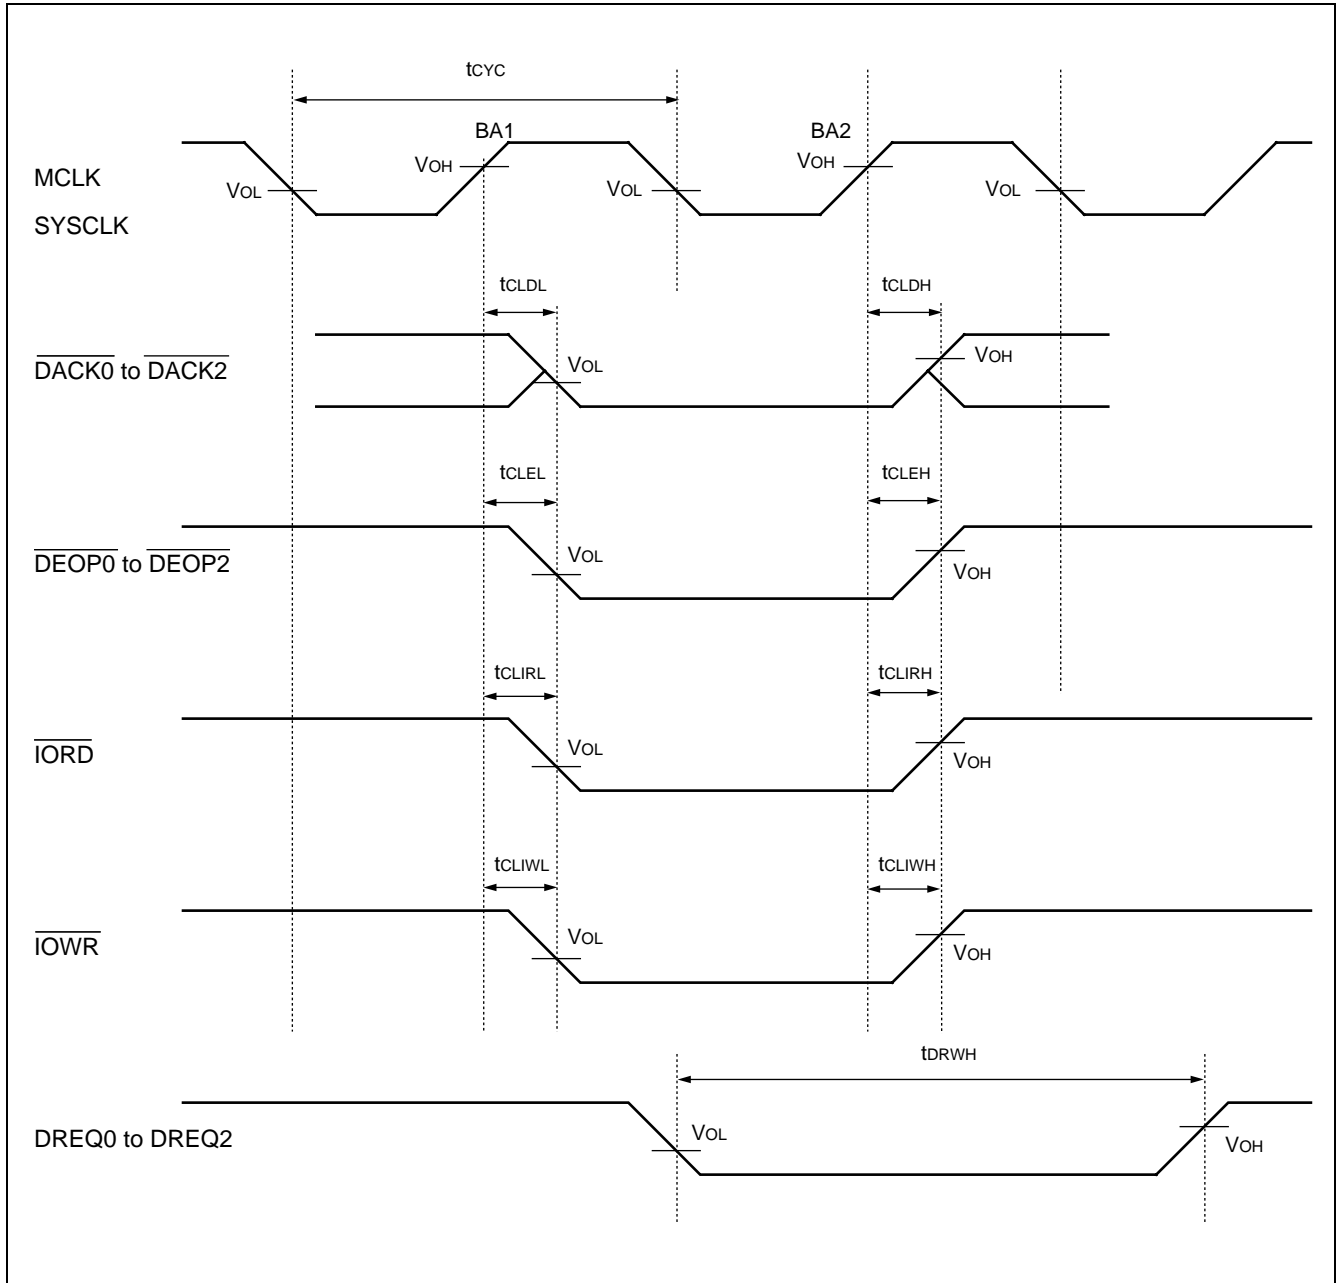 tCYC
BA1
BA2
MCLK
SYSCLK
VOL
VOH
VOL
VOH
VOL
tCLDL
tCLDH
DACK0 to DACK2
VOL
VOH
tCLEL
tCLEH
DEOP0 to DEOP2
VOL
VOH
tCLIRL
tCLIRH
IORD
VOL
VOH
tCLIWL
tCLIWH
IOWR
VOL
VOH
tDRWH
DREQ0 to DREQ2
VOL
VOH